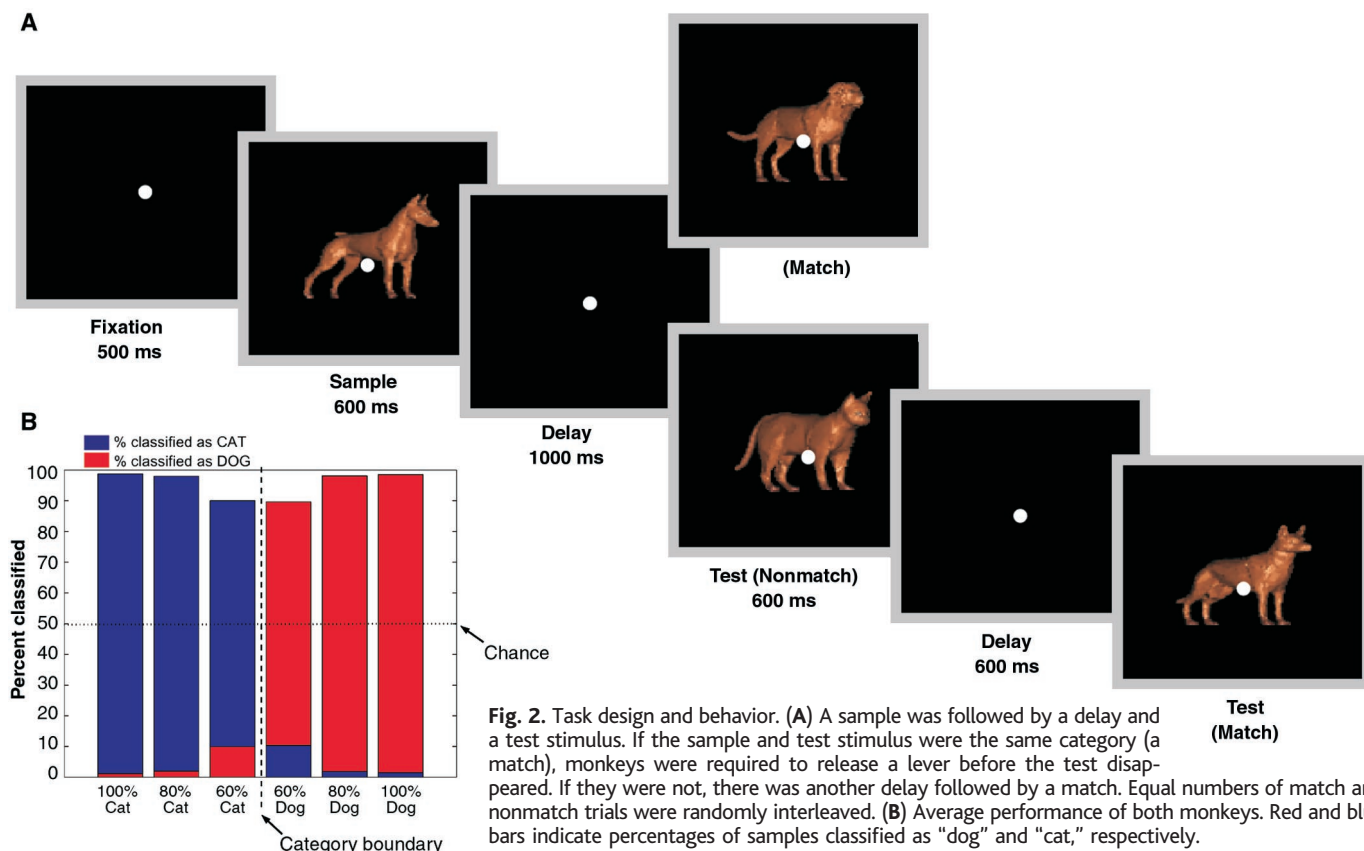 A
Fixation
500 ms
Sample
600 ms
Delay
1000 ms
(Match)
Test (Nonmatch)
600 ms
Delay
600 ms
Test
(Match)
B
% classified as CAT
% classified as DOG
Percent classified
100
90
80
70
60
50
40
30
20
10
0
100% Cat
80% Cat
60% Cat
60% Dog
80% Dog
100% Dog
Chance
Category boundary
Fig. 2. Task design and behavior. (A) A sample was followed by a delay and
a test stimulus. If the sample and test stimulus were the same category (a
match), monkeys were required to release a lever before the test disap-
peared. If they were not, there was another delay followed by a match. Equal numbers of match
nonmatch trials were randomly interleaved. (B) Average performance of both monkeys. Red and
bars indicate percentages of samples classified as “dog” and “cat,” respectively.